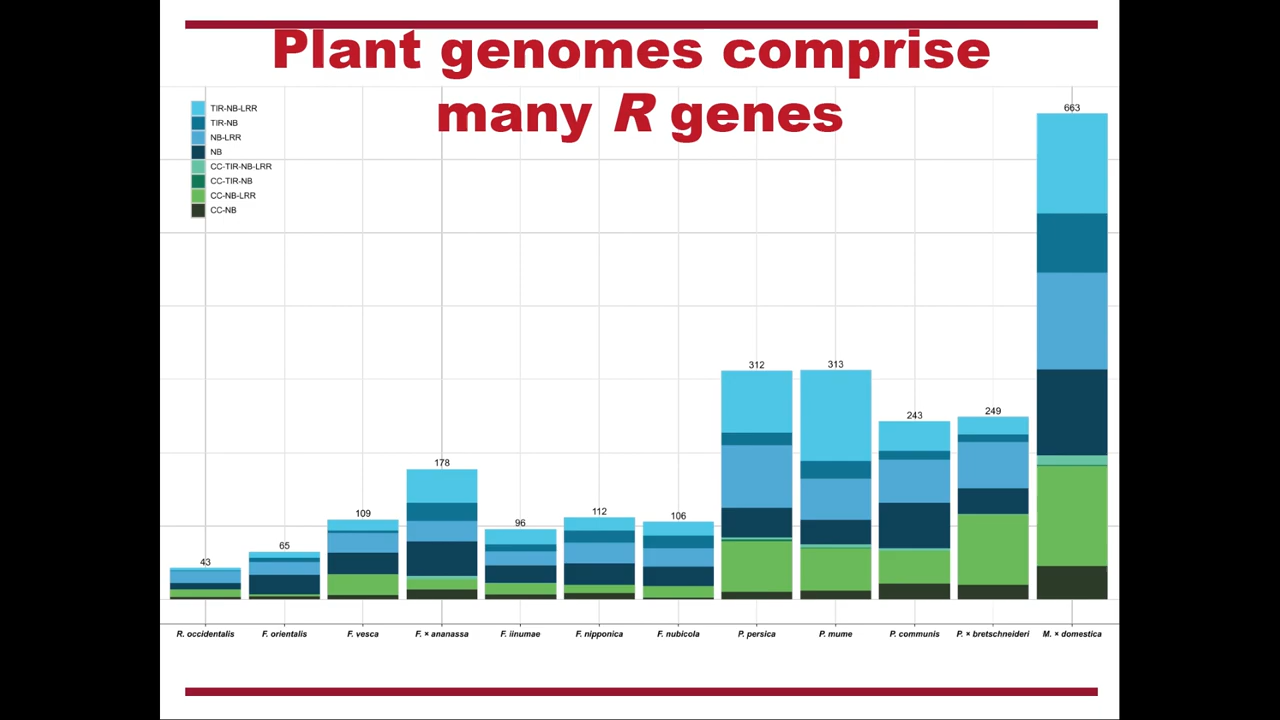 Plant genomes comprise
many R genes
TIR-NB-LRR
TIR-NB
NB-LRR
NB
CC-TIR-NB-LRR
CC-TIR-NB
CC-NB-LRR
CC-NB
43
65
109
178
96
112
106
312
313
243
249
663
R. occidentalis
F. orientalis
F. vesca
F. × ananassa
F. iinumae
F. nipponica
F. nubicola
P. persica
P. mume
P. communis
P. × bretschneideri
M. × domestica